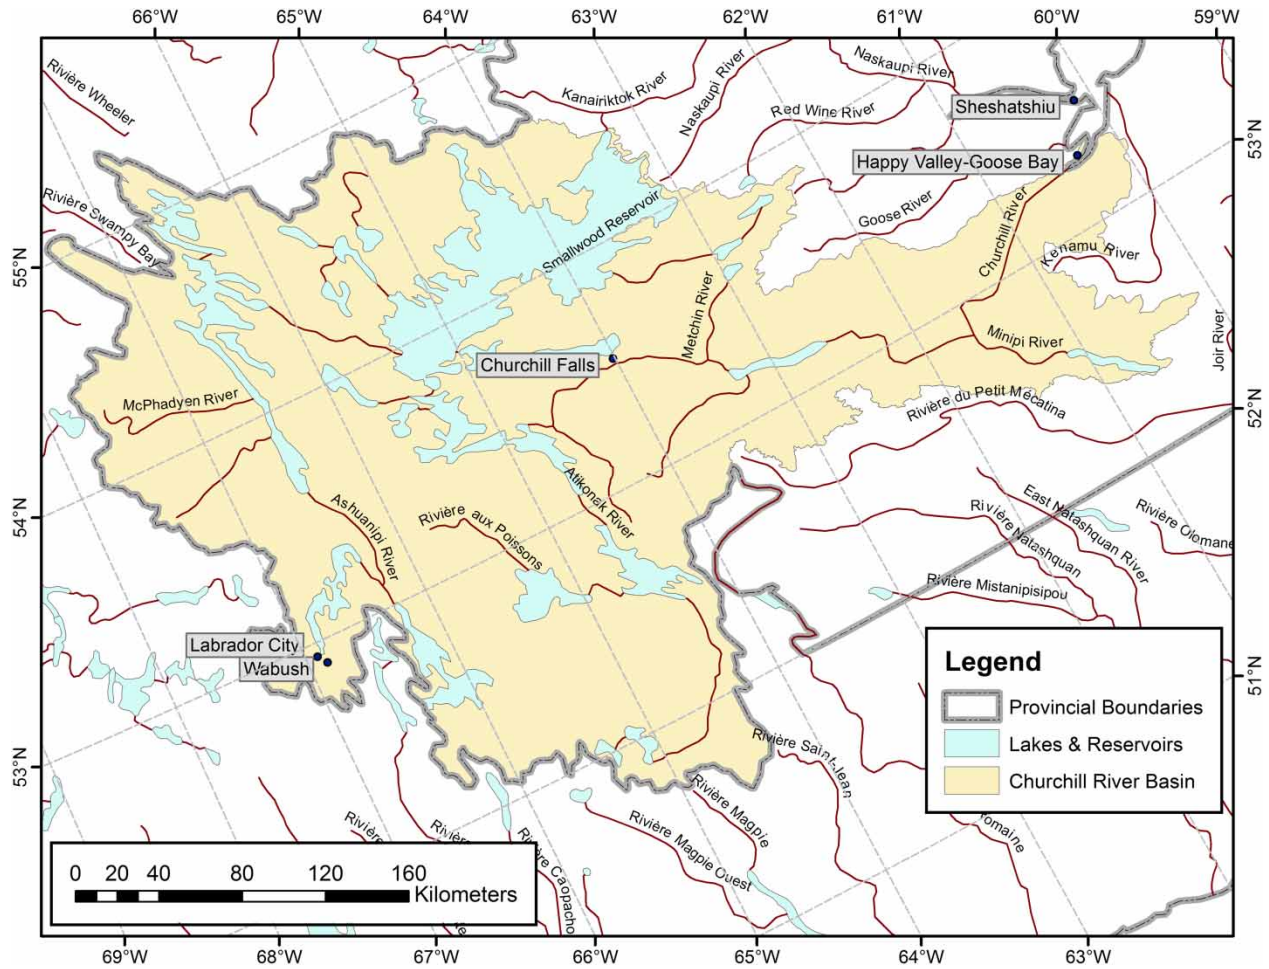 66°W
65°W
64°W
63°W
62°W
61°W
60°W
59°W
Rivière Wheeler
Kanairiktok River
Naskaupi River
Naskaupi River
Red Wine River
Sheshatshiu
Happy Valley-Goose Bay
53°N
Rivière Swampy Bay
Goose River
Churchill River
Kenamu River
Smallwood Reservoir
55°N
Metchin River
Minipi River
Joir River
Churchill Falls
McPhadyen River
Rivière du Petit Mécatina
52°N
Atikonak River
Ashuanipi River
Rivière aux Poissons
54°N
East Natashquan River
Rivière Natashquan
Rivière Olomane
Rivière Mistanipisipou
Labrador City
Wabush
51°N
53°N
Rivière Saint-Jean
Rivière Magpie
Rivière Magpie Ouest
Rivière Caopacho
Legend
Provincial Boundaries
Lakes & Reservoirs
Churchill River Basin
0 20 40 80 120 160
Kilometers
69°W
68°W
67°W
66°W
65°W
64°W
63°W